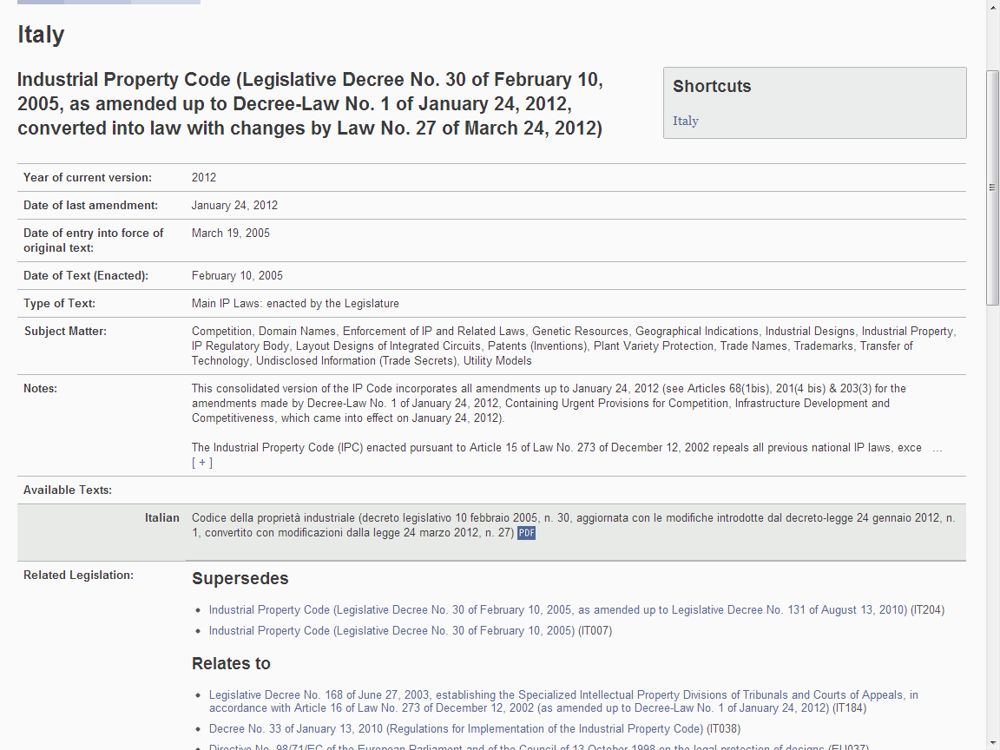 Italy
Industrial Property Code (Legislative Decree No. 30 of February 10,
2005, as amended up to Decree-Law No. 1 of January 24, 2012,
converted into law with changes by Law No. 27 of March 24, 2012)
Shortcuts
Italy
Year of current version: 2012
Date of last amendment: January 24, 2012
Date of entry into force of March 19, 2005
original text:
Date of Text (Enacted): February 10, 2005
Type of Text: Main IP Laws: enacted by the Legislature
Subject Matter: Competition, Domain Names, Enforcement of IP and Related Laws, Genetic Resources, Geographical Indications, Industrial Designs, Industrial Property,
IP Regulatory Body, Layout Designs of Integrated Circuits, Patents (Inventions), Plant Variety Protection, Trade Names, Trademarks, Transfer of
Technology, Undisclosed Information (Trade Secrets), Utility Models
Notes: This consolidated version of the IP Code incorporates all amendments up to January 24, 2012 (see Articles 68(1bis), 201(4 bis) & 203(3) for the
amendments made by Decree-Law No. 1 of January 24, 2012, Containing Urgent Provisions for Competition, Infrastructure Development and
Competitiveness, which came into effect on January 24, 2012).
The Industrial Property Code (IPC) enacted pursuant to Article 15 of Law No. 273 of December 12, 2002 repeals all previous national IP laws, exce ...
[ + ]
Available Texts:
Italian Codice della proprietà industriale (decreto legislativo 10 febbraio 2005, n. 30, aggiornata con le modifiche introdotte dal decreto-legge 24 gennaio 2012, n.
1, convertito con modificazioni dalla legge 24 marzo 2012, n. 27) PDF
Related Legislation: Supersedes
• Industrial Property Code (Legislative Decree No. 30 of February 10, 2005, as amended up to Legislative Decree No. 131 of August 13, 2010) (IT204)
• Industrial Property Code (Legislative Decree No. 30 of February 10, 2005) (IT007)
Relates to
• Legislative Decree No. 168 of June 27, 2003, establishing the Specialized Intellectual Property Divisions of Tribunals and Courts of Appeals, in
accordance with Article 16 of Law No. 273 of December 12, 2002 (as amended up to Decree-Law No. 1 of January 24, 2012) (IT184)
• Decree No. 33 of January 13, 2010 (Regulations for Implementation of the Industrial Property Code) (IT038)
• Directive No. 98/71/EC of the European Parliament and of the Council of 13 October 1998 on the legal protection of designs (EU037)